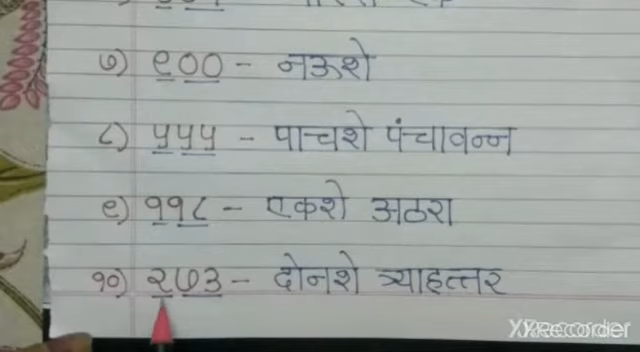 ७) ९०० - नऊशे
८) ५५५ - पाचशे पंचावन्न
९) ११८ - एकशे अठरा
१०) २७३ - दोनशे त्र्याहत्तर
XRecorder